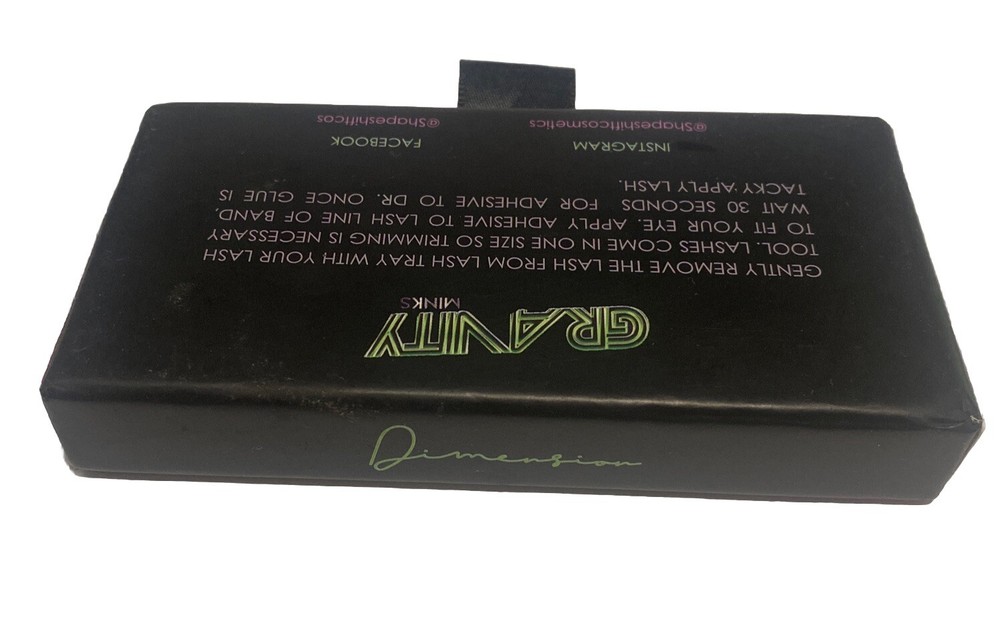 GRAVITY
MINKS
GENTLY REMOVE THE LASH FROM LASH TRAY WITH YOUR LASH
TOOL. LASHES COME IN ONE SIZE SO TRIMMING IS NECESSARY
TO FIT YOUR EYE. APPLY ADHESIVE TO LASH LINE OF BAND,
WAIT 30 SECONDS FOR ADHESIVE TO DR. ONCE GLUE IS
TACKY APPLY LASH.
INSTAGRAM FACEBOOK
@Shapeshiftcosmetics @Shapeshiftcos
Dimension